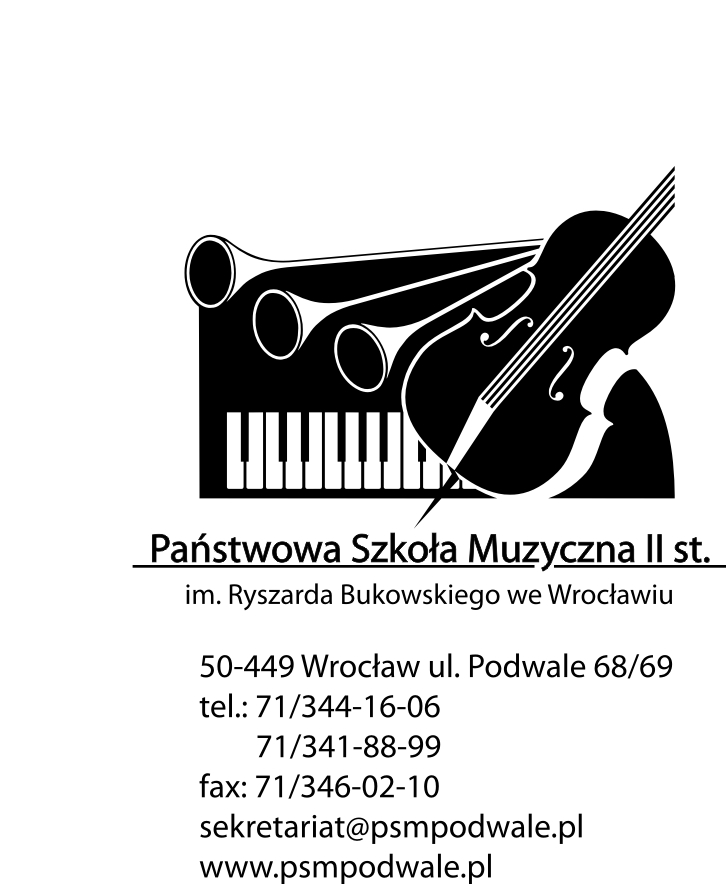 Państwowa Szkoła Muzyczna II st.
im. Ryszarda Bukowskiego we Wrocławiu
50-449 Wrocław ul. Podwale 68/69
tel.: 71/344-16-06
71/341-88-99
fax: 71/346-02-10
sekretariat@psmpodwale.pl
www.psmpodwale.pl